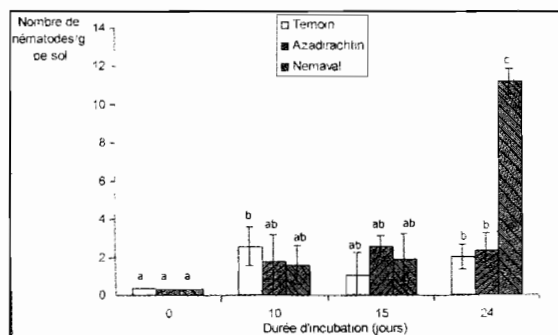 Nombre de
nématodes/g
de sol
14
12
10
8
6
4
2
0
Temoin
Azadirachtin
Nemaval
a a a
b ab ab
ab ab ab
b b c
0 10 15 24
Durée d'incubation (jours)